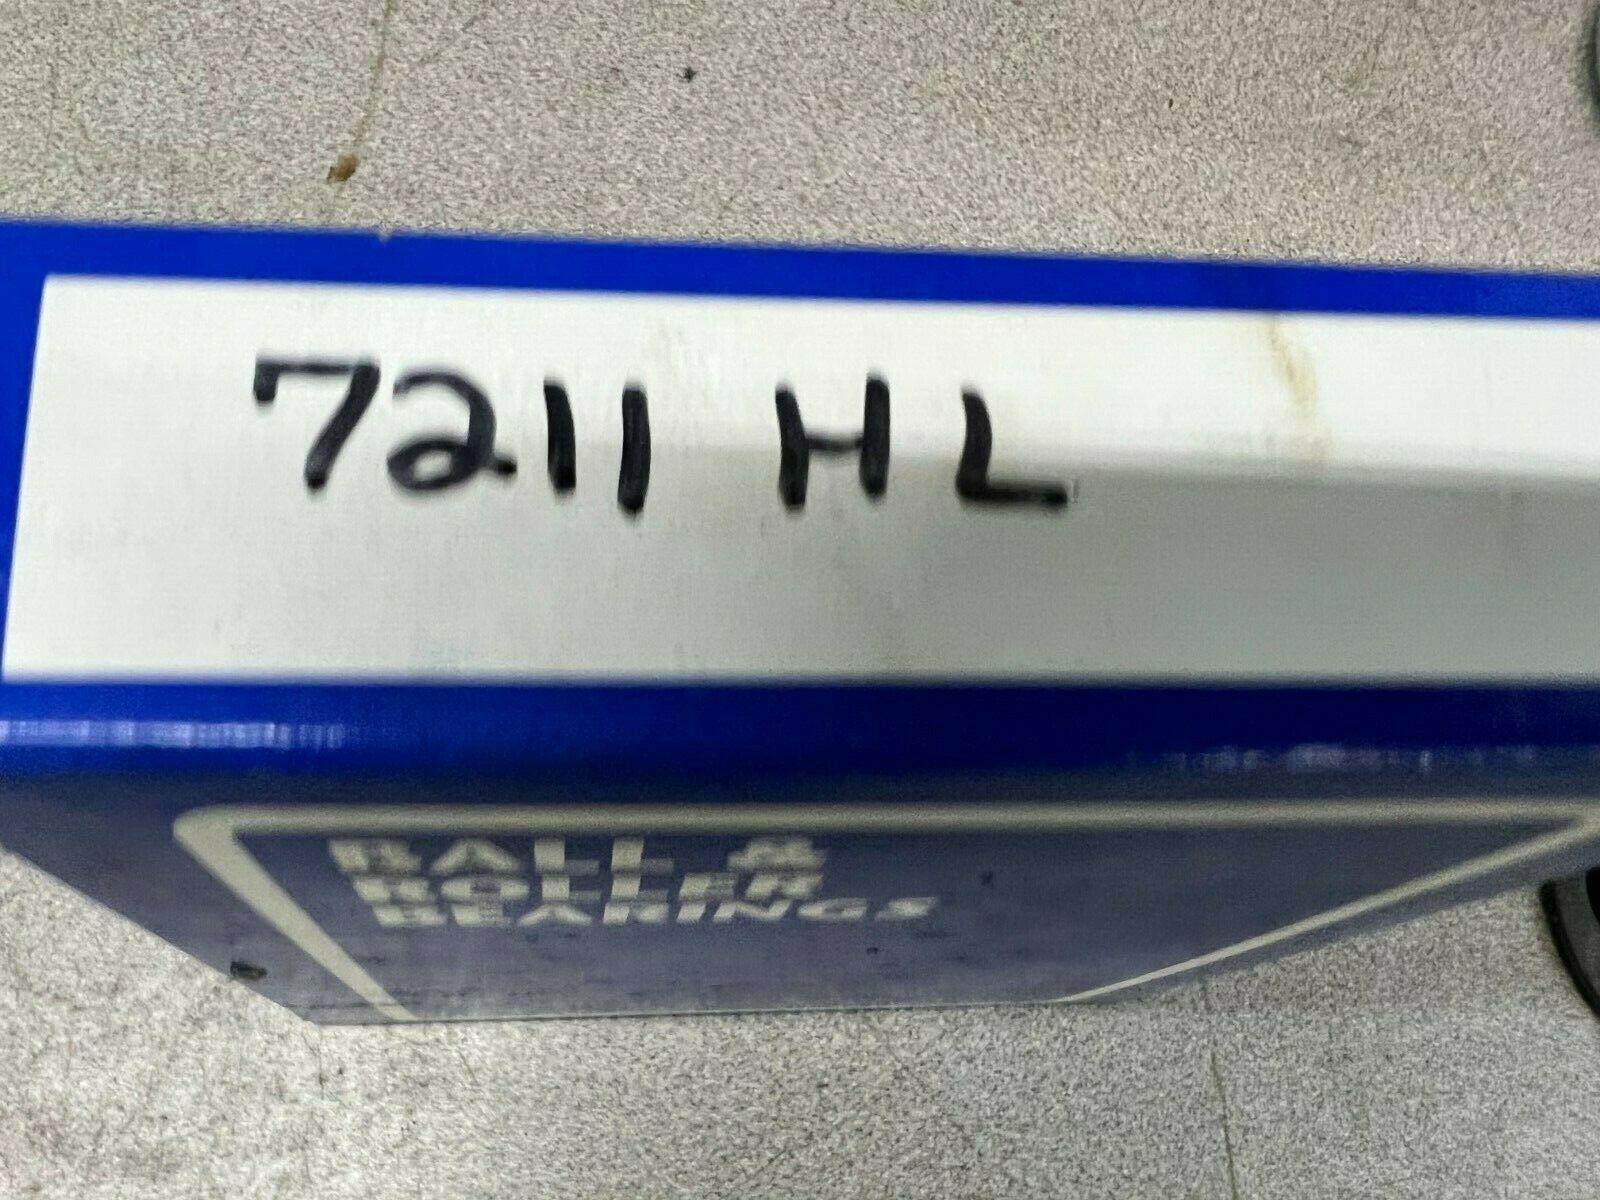 7211 HL
BALL &
ROLLER
BEARINGS